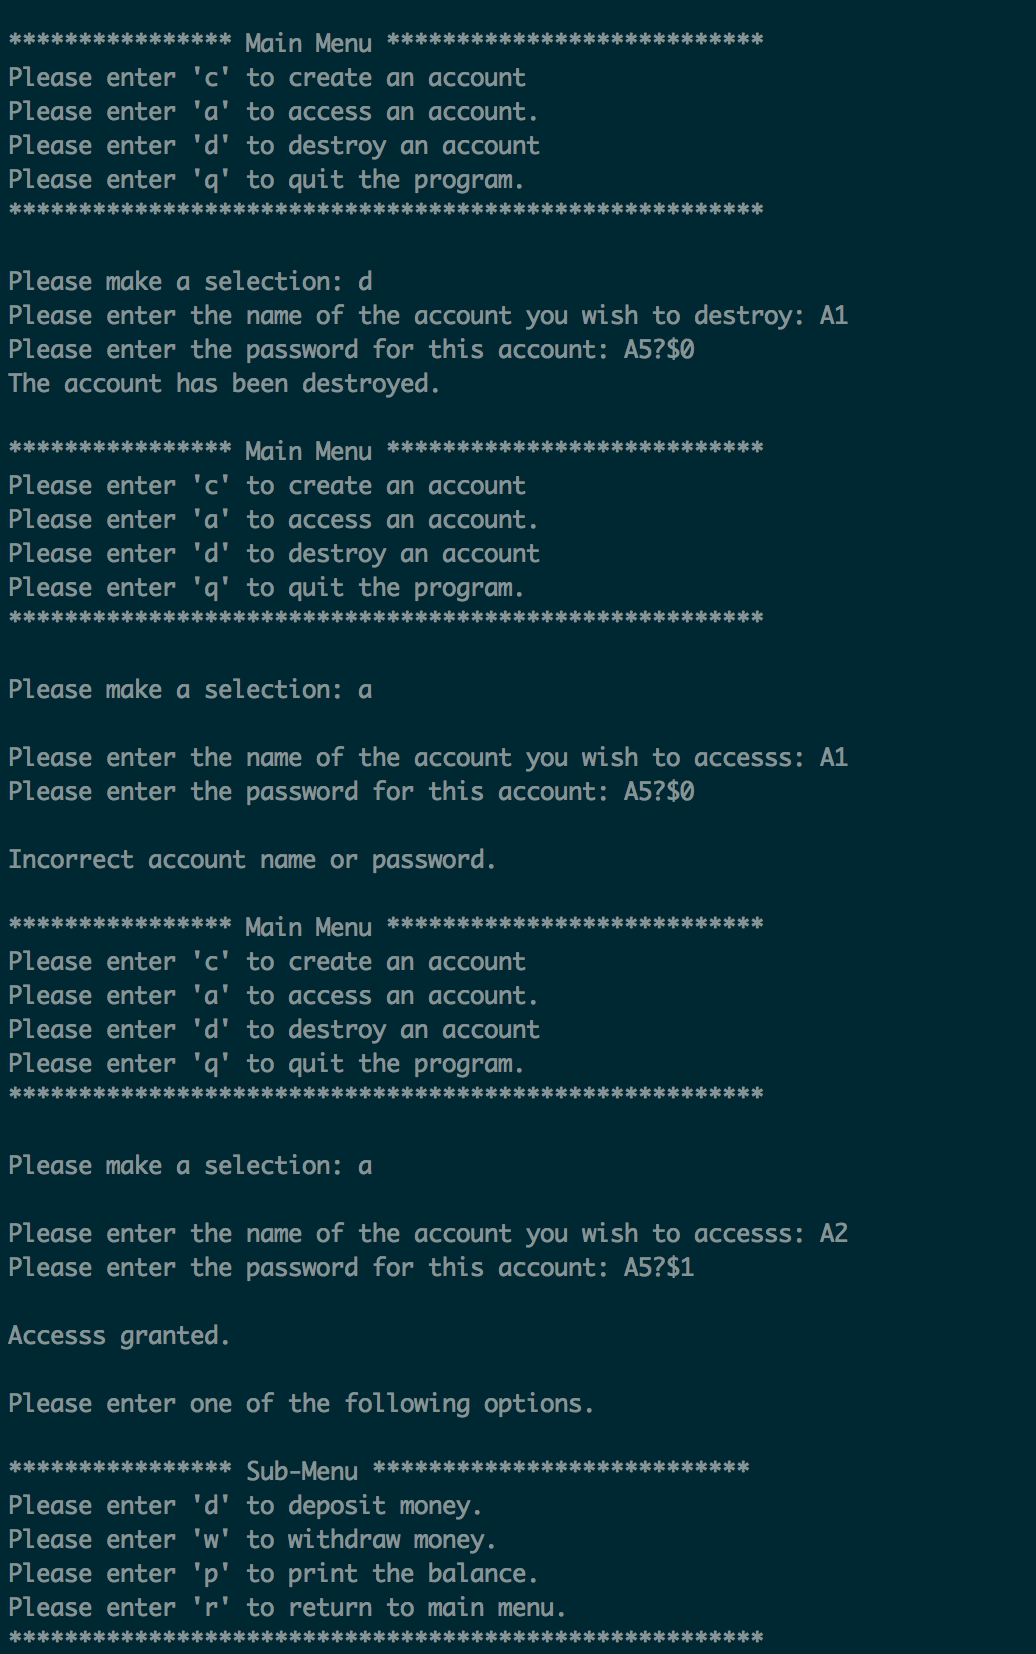 **************** Main Menu ***************************
Please enter 'c' to create an account
Please enter 'a' to access an account.
Please enter 'd' to destroy an account
Please enter 'q' to quit the program.
******************************************************
Please make a selection: d
Please enter the name of the account you wish to destroy: A1
Please enter the password for this account: A5?$0
The account has been destroyed.
**************** Main Menu ***************************
Please enter 'c' to create an account
Please enter 'a' to access an account.
Please enter 'd' to destroy an account
Please enter 'q' to quit the program.
******************************************************
Please make a selection: a
Please enter the name of the account you wish to accesss: A1
Please enter the password for this account: A5?$0
Incorrect account name or password.
**************** Main Menu ***************************
Please enter 'c' to create an account
Please enter 'a' to access an account.
Please enter 'd' to destroy an account
Please enter 'q' to quit the program.
******************************************************
Please make a selection: a
Please enter the name of the account you wish to accesss: A2
Please enter the password for this account: A5?$1
Accesss granted.
Please enter one of the following options.
**************** Sub-Menu ***************************
Please enter 'd' to deposit money.
Please enter 'w' to withdraw money.
Please enter 'p' to print the balance.
Please enter 'r' to return to main menu.
******************************************************